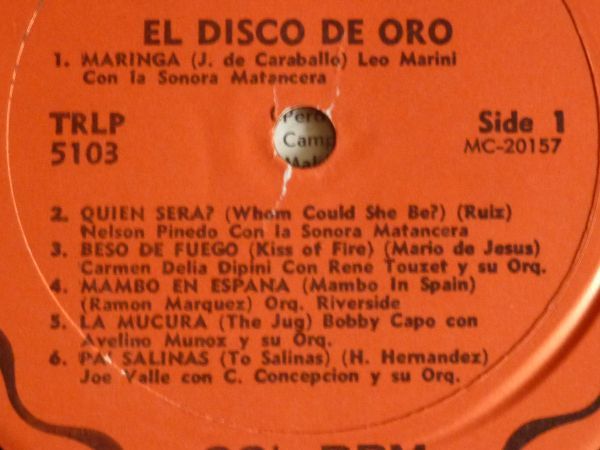 EL DISCO DE ORO
1. MARINGA (J. de Caraballo) Leo Marini
Con la Sonora Matancera
TRLP
5103
Side 1
MC-20157
2. QUIEN SERA? (Whom Could She Be?) (Ruiz)
Nelson Pinedo Con la Sonora Matancera
3. BESO DE FUEGO (Kiss of Fire) (Mario de Jesus)
Carmen Delia Dipini Con Rene Touzet y su Orq.
4. MAMBO EN ESPANA (Mambo In Spain)
(Ramon Marquez) Orq. Riverside
5. LA MUCURA (The Jug) Bobby Capo con
Avelino Munoz y su Orq.
6. PA' SALINAS (To Salinas) (H. Hernandez)
Joe Valle con C. Concepcion y su Orq.
RPM